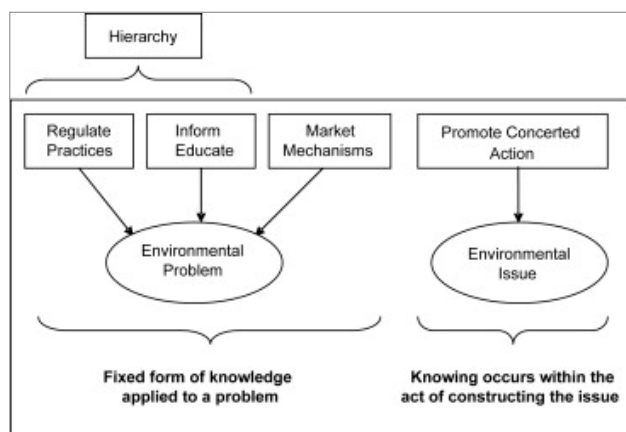 Hierarchy
Regulate
Practices
Inform
Educate
Market
Mechanisms
Promote Concerted
Action
Environmental
Problem
Environmental
Issue
Fixed form of knowledge
applied to a problem
Knowing occurs within the
act of constructing the issue